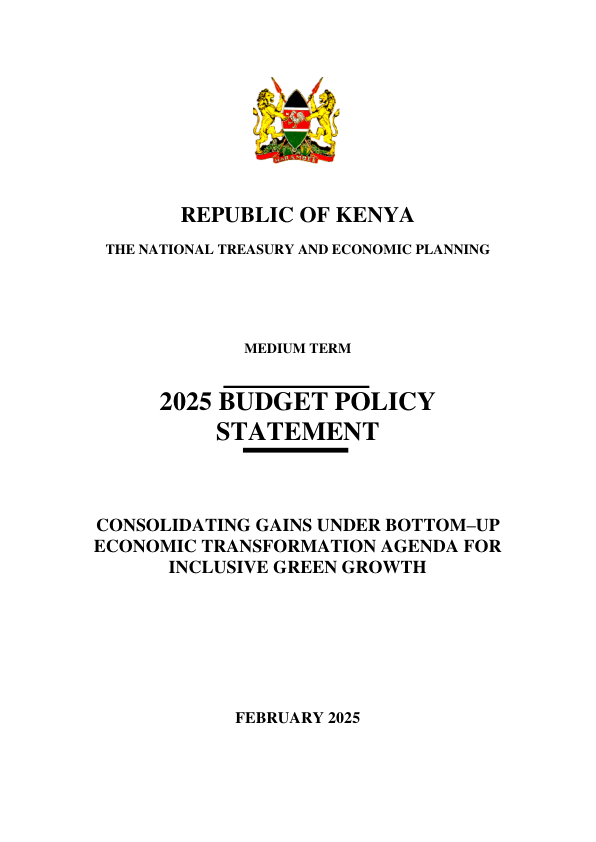 HARAMBEE
REPUBLIC OF KENYA
THE NATIONAL TREASURY AND ECONOMIC PLANNING
MEDIUM TERM
2025 BUDGET POLICY
STATEMENT
CONSOLIDATING GAINS UNDER BOTTOM–UP
ECONOMIC TRANSFORMATION AGENDA FOR
INCLUSIVE GREEN GROWTH
FEBRUARY 2025